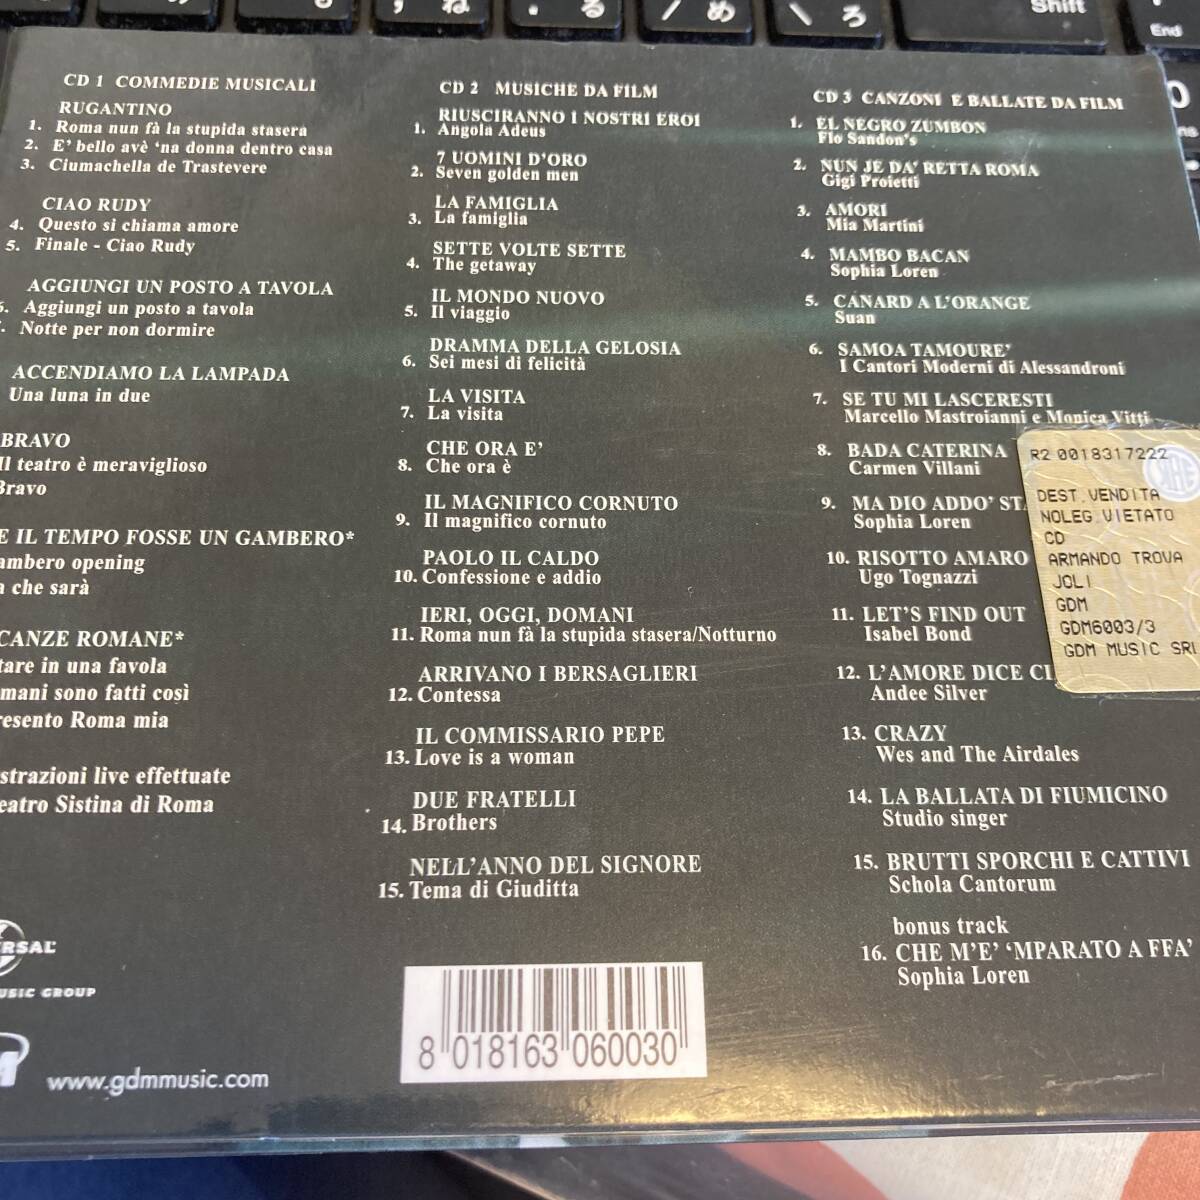 Shift
End
ね
る
め
ろ
CD 1 COMMEDIE MUSICALI
RUGANTINO
1. Roma nun fà la stupida stasera
2. E' bello avè 'na donna dentro casa
3. Ciumachella de Trastevere
CIAO RUDY
4. Questo si chiama amore
5. Finale - Ciao Rudy
AGGIUNGI UN POSTO A TAVOLA
Aggiungi un posto a tavola
Notte per non dormire
ACCENDIAMO LA LAMPADA
Una luna in due
BRAVO
Il teatro è meraviglioso
Bravo
IL TEMPO FOSSE UN GAMBERO*
opening
che sarà
ROMANE*
in una favola
sono fatti così
Roma mia
live effettuate
Sistina di Roma
www.gdmmusic.com
CD 2 MUSICHE DA FILM
RIUSCIRANNO I NOSTRI EROI
1. Angola Adeus
7 UOMINI D'ORO
2. Seven golden men
LA FAMIGLIA
3. La famiglia
SETTE VOLTE SETTE
4. The getaway
IL MONDO NUOVO
5. Il viaggio
DRAMMA DELLA GELOSIA
6. Sei mesi di felicità
LA VISITA
7. La visita
CHE ORA E'
8. Che ora è
IL MAGNIFICO CORNUTO
9. Il magnifico cornuto
PAOLO IL CALDO
10. Confessione e addio
IERI, OGGI, DOMANI
11. Roma nun fà la stupida stasera/Notturno
ARRIVANO I BERSAGLIERI
12. Contessa
IL COMMISSARIO PEPE
13. Love is a woman
DUE FRATELLI
14. Brothers
NELL'ANNO DEL SIGNORE
15. Tema di Giuditta
8 018163 060030
CD 3 CANZONI E BALLATE DA FILM
1. EL NEGRO ZUMBON
Flo Sandon's
2. NUN JE DA' RETTA ROMA
Gigi Proietti
3. AMORI
Mia Martini
4. MAMBO BACAN
Sophia Loren
5. CANARD A L'ORANGE
Suan
6. SAMOA TAMOURE'
I Cantori Moderni di Alessandroni
7. SE TU MI LASCERESTI
Marcello Mastroianni e Monica Vitti
8. BADA CATERINA
Carmen Villani
9. MA DIO ADDO'
Sophia Loren
10. RISOTTO AMARO
Ugo Tognazzi
11. LET'S FIND OUT
Isabel Bond
12. L'AMORE DICE
Andee Silver
13. CRAZY
Wes and The Airdales
14. LA BALLATA DI FIUMICINO
Studio singer
15. BRUTTI SPORCHI E CATTIVI
Schola Cantorum
bonus track
16. CHE M'E' 'MPARATO A FFA'
Sophia Loren
R2 0018317222
DEST.VENDITA
NOLEG.VIETATO
CD
ARMANDO TROVA
JOLI
GDM
GDM6003/3
GDM MUSIC SRL